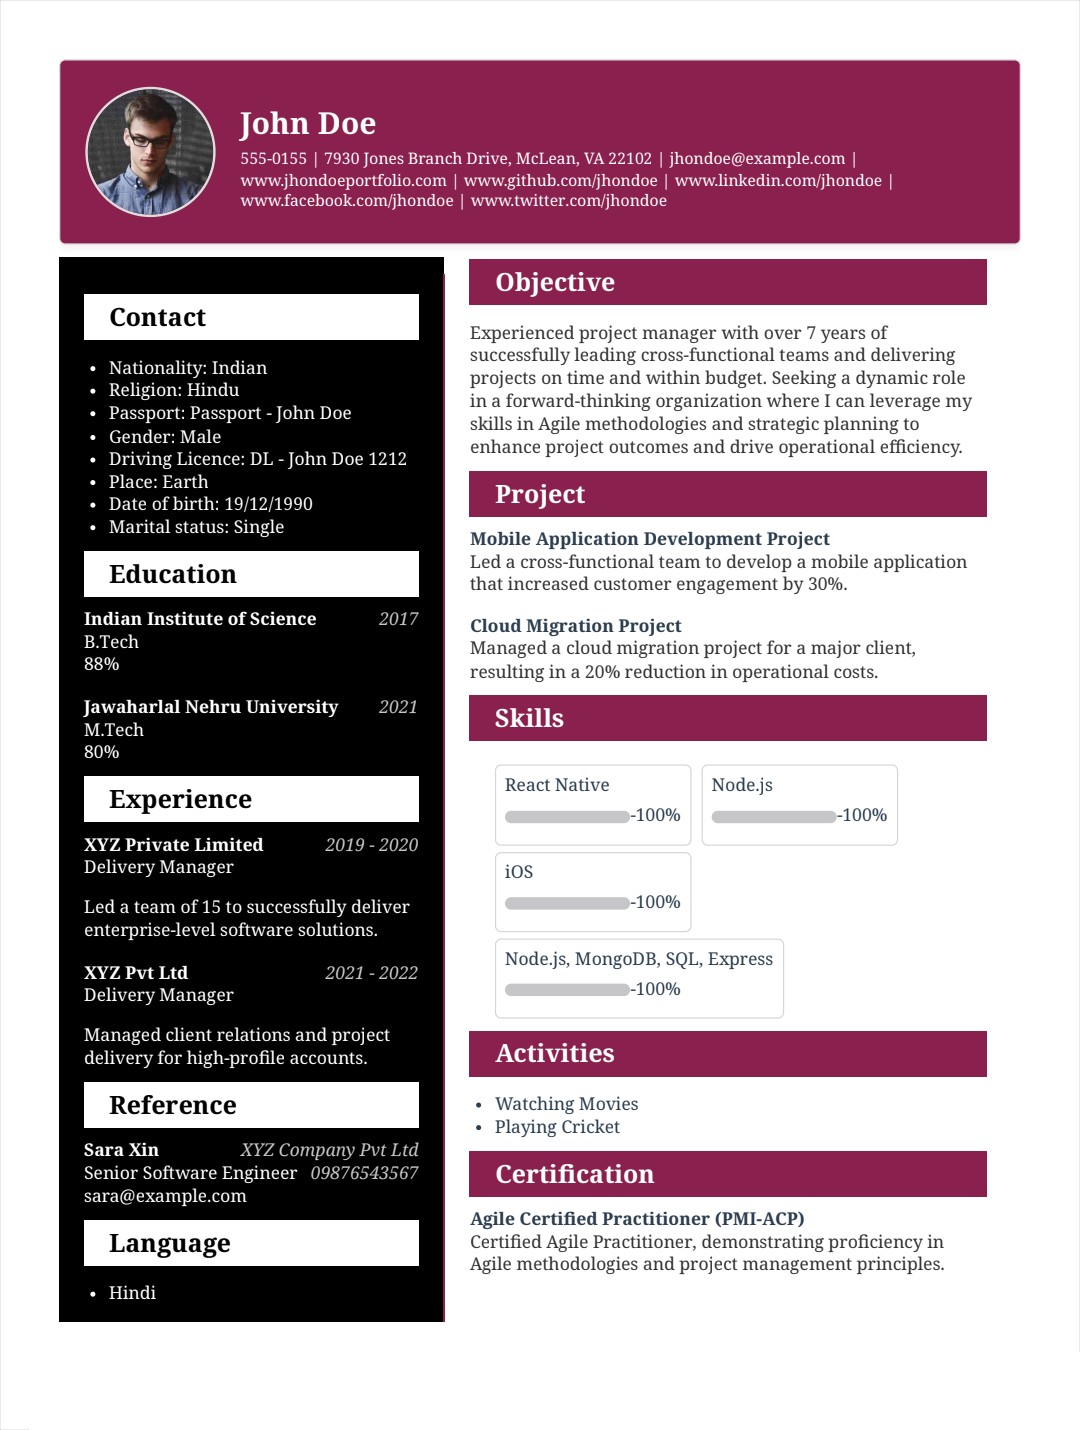 John Doe
555-0155 | 7930 Jones Branch Drive, McLean, VA 22102 | jhondoe@example.com |
www.jhondoeportfolio.com | www.github.com/jhondoe | www.linkedin.com/jhondoe |
www.facebook.com/jhondoe | www.twitter.com/jhondoe
Contact
• Nationality: Indian
• Religion: Hindu
• Passport: Passport - John Doe
• Gender: Male
• Driving Licence: DL - John Doe 1212
• Place: Earth
• Date of birth: 19/12/1990
• Marital status: Single
Education
Indian Institute of Science 2017
B.Tech
88%
Jawaharlal Nehru University 2021
M.Tech
80%
Experience
XYZ Private Limited 2019 - 2020
Delivery Manager
Led a team of 15 to successfully deliver
enterprise-level software solutions.
XYZ Pvt Ltd 2021 - 2022
Delivery Manager
Managed client relations and project
delivery for high-profile accounts.
Reference
Sara Xin XYZ Company Pvt Ltd
Senior Software Engineer 09876543567
sara@example.com
Language
• Hindi
Objective
Experienced project manager with over 7 years of
successfully leading cross-functional teams and delivering
projects on time and within budget. Seeking a dynamic role
in a forward-thinking organization where I can leverage my
skills in Agile methodologies and strategic planning to
enhance project outcomes and drive operational efficiency.
Project
Mobile Application Development Project
Led a cross-functional team to develop a mobile application
that increased customer engagement by 30%.
Cloud Migration Project
Managed a cloud migration project for a major client,
resulting in a 20% reduction in operational costs.
Skills
React Native
-100%
Node.js
-100%
iOS
-100%
Node.js, MongoDB, SQL, Express
-100%
Activities
• Watching Movies
• Playing Cricket
Certification
Agile Certified Practitioner (PMI-ACP)
Certified Agile Practitioner, demonstrating proficiency in
Agile methodologies and project management principles.